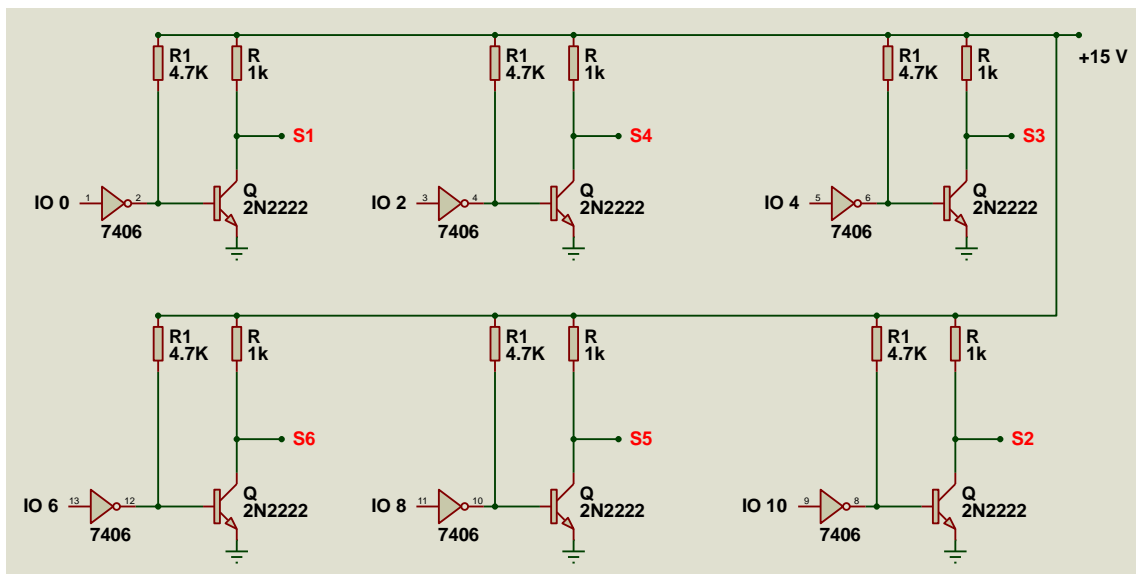 R1
4.7K
R
1k
R1
4.7K
R
1k
R1
4.7K
R
1k
+15 V
S1
S4
S3
IO 0
1
2
7406
Q
2N2222
IO 2
3
4
7406
Q
2N2222
IO 4
5
6
7406
Q
2N2222
R1
4.7K
R
1k
R1
4.7K
R
1k
R1
4.7K
R
1k
S6
S5
S2
IO 6
13
12
7406
Q
2N2222
IO 8
11
10
7406
Q
2N2222
IO 10
9
8
7406
Q
2N2222